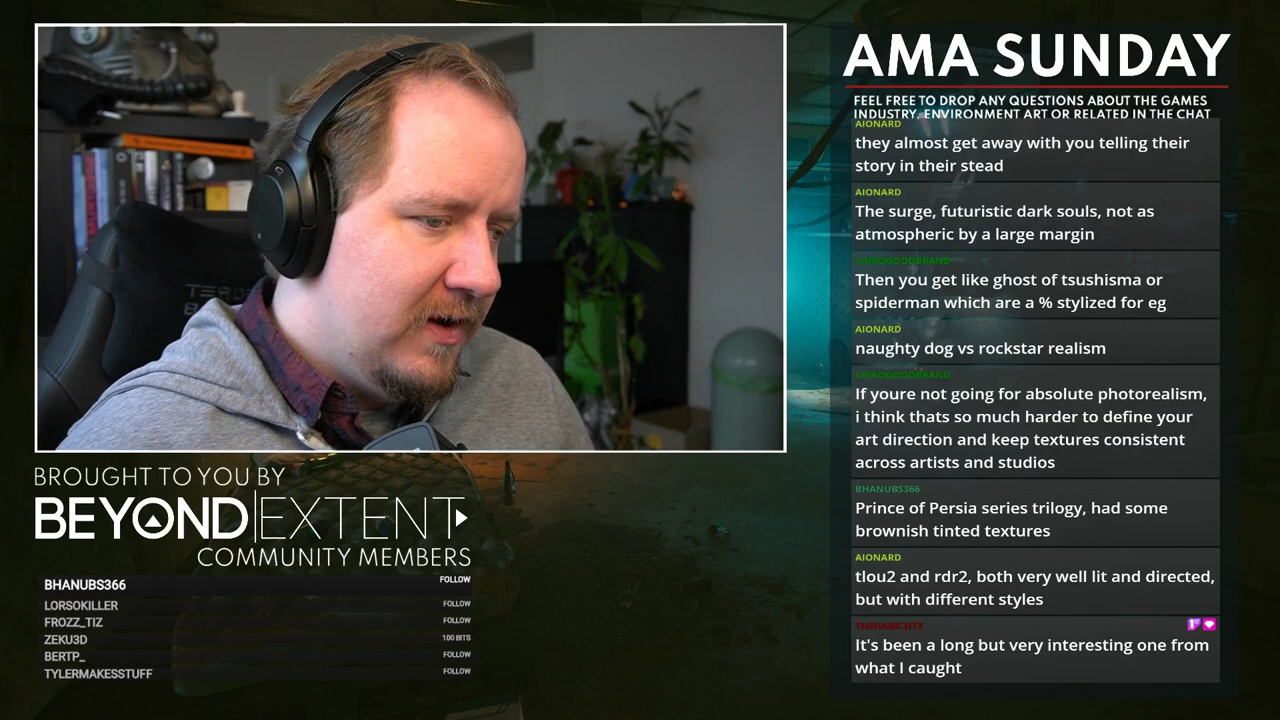 AMA SUNDAY
FEEL FREE TO DROP ANY QUESTIONS ABOUT THE GAMES
INDUSTRY, ENVIRONMENT ART OR RELATED IN THE CHAT
AIONARD
they almost get away with you telling their
story in their stead
AIONARD
The surge, futuristic dark souls, not as
atmospheric by a large margin
CAIROGOODBRAND
Then you get like ghost of tsushisma or
spiderman which are a % stylized for eg
AIONARD
naughty dog vs rockstar realism
CAIROGOODBRAND
If youre not going for absolute photorealism,
i think thats so much harder to define your
art direction and keep textures consistent
across artists and studios
BHANUBS366
Prince of Persia series trilogy, had some
brownish tinted textures
AIONARD
tlou2 and rdr2, both very well lit and directed,
but with different styles
THEHABICHT2 1st
It's been a long but very interesting one from
what I caught
BROUGHT TO YOU BY
BEYOND EXTENT
COMMUNITY MEMBERS
BHANUBS366 FOLLOW
LORSOKILLER FOLLOW
FROZZ_TIZ FOLLOW
ZEKU3D 100 BITS
BERTP_ FOLLOW
TYLERMAKESSTUFF FOLLOW